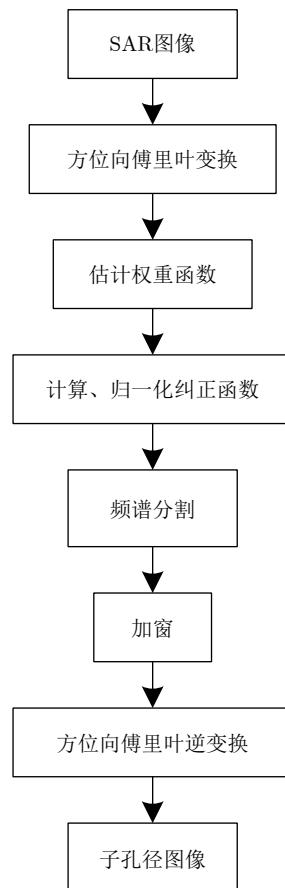 SAR图像
方位向傅里叶变换
估计权重函数
计算、归一化纠正函数
频谱分割
加窗
方位向傅里叶逆变换
子孔径图像